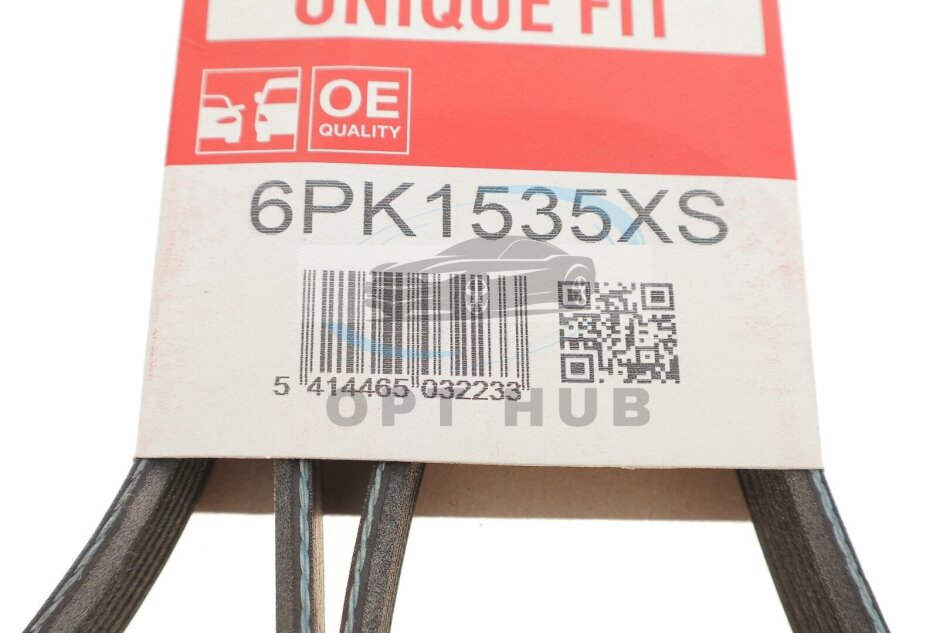 UNIQUE FIT
OE
QUALITY
6PK1535XS
5 414465 032233
OPT HUB